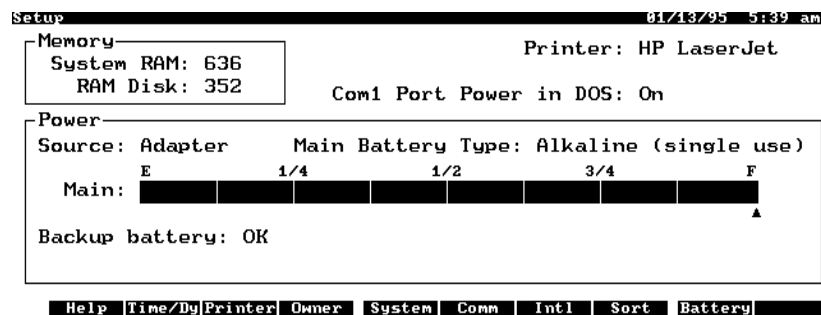 Setup 01/13/95 5:39 am
Memory
System RAM: 636
RAM Disk: 352
Printer: HP LaserJet
Com1 Port Power in DOS: On
Power
Source: Adapter Main Battery Type: Alkaline (single use)
E 1/4 1/2 3/4 F
Main:
Backup battery: OK
Help Time/Dy Printer Owner System Comm Intl Sort Battery